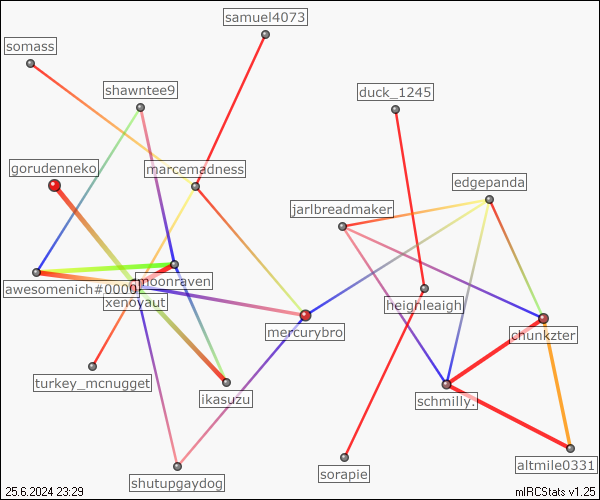 samuel4073
somass
shawntee9
duck_1245
gorudenneko
marcemadness
edgepanda
jarlbreadmaker
awesomenich#0000
moonraven
xenoyaut
heighleaigh
mercurybro
chunkzter
turkey_mcnugget
ikasuzu
schmilly.
shutupgaydog
sorapie
altmile0331
25.6.2024 23:29
mIRCStats v1.25